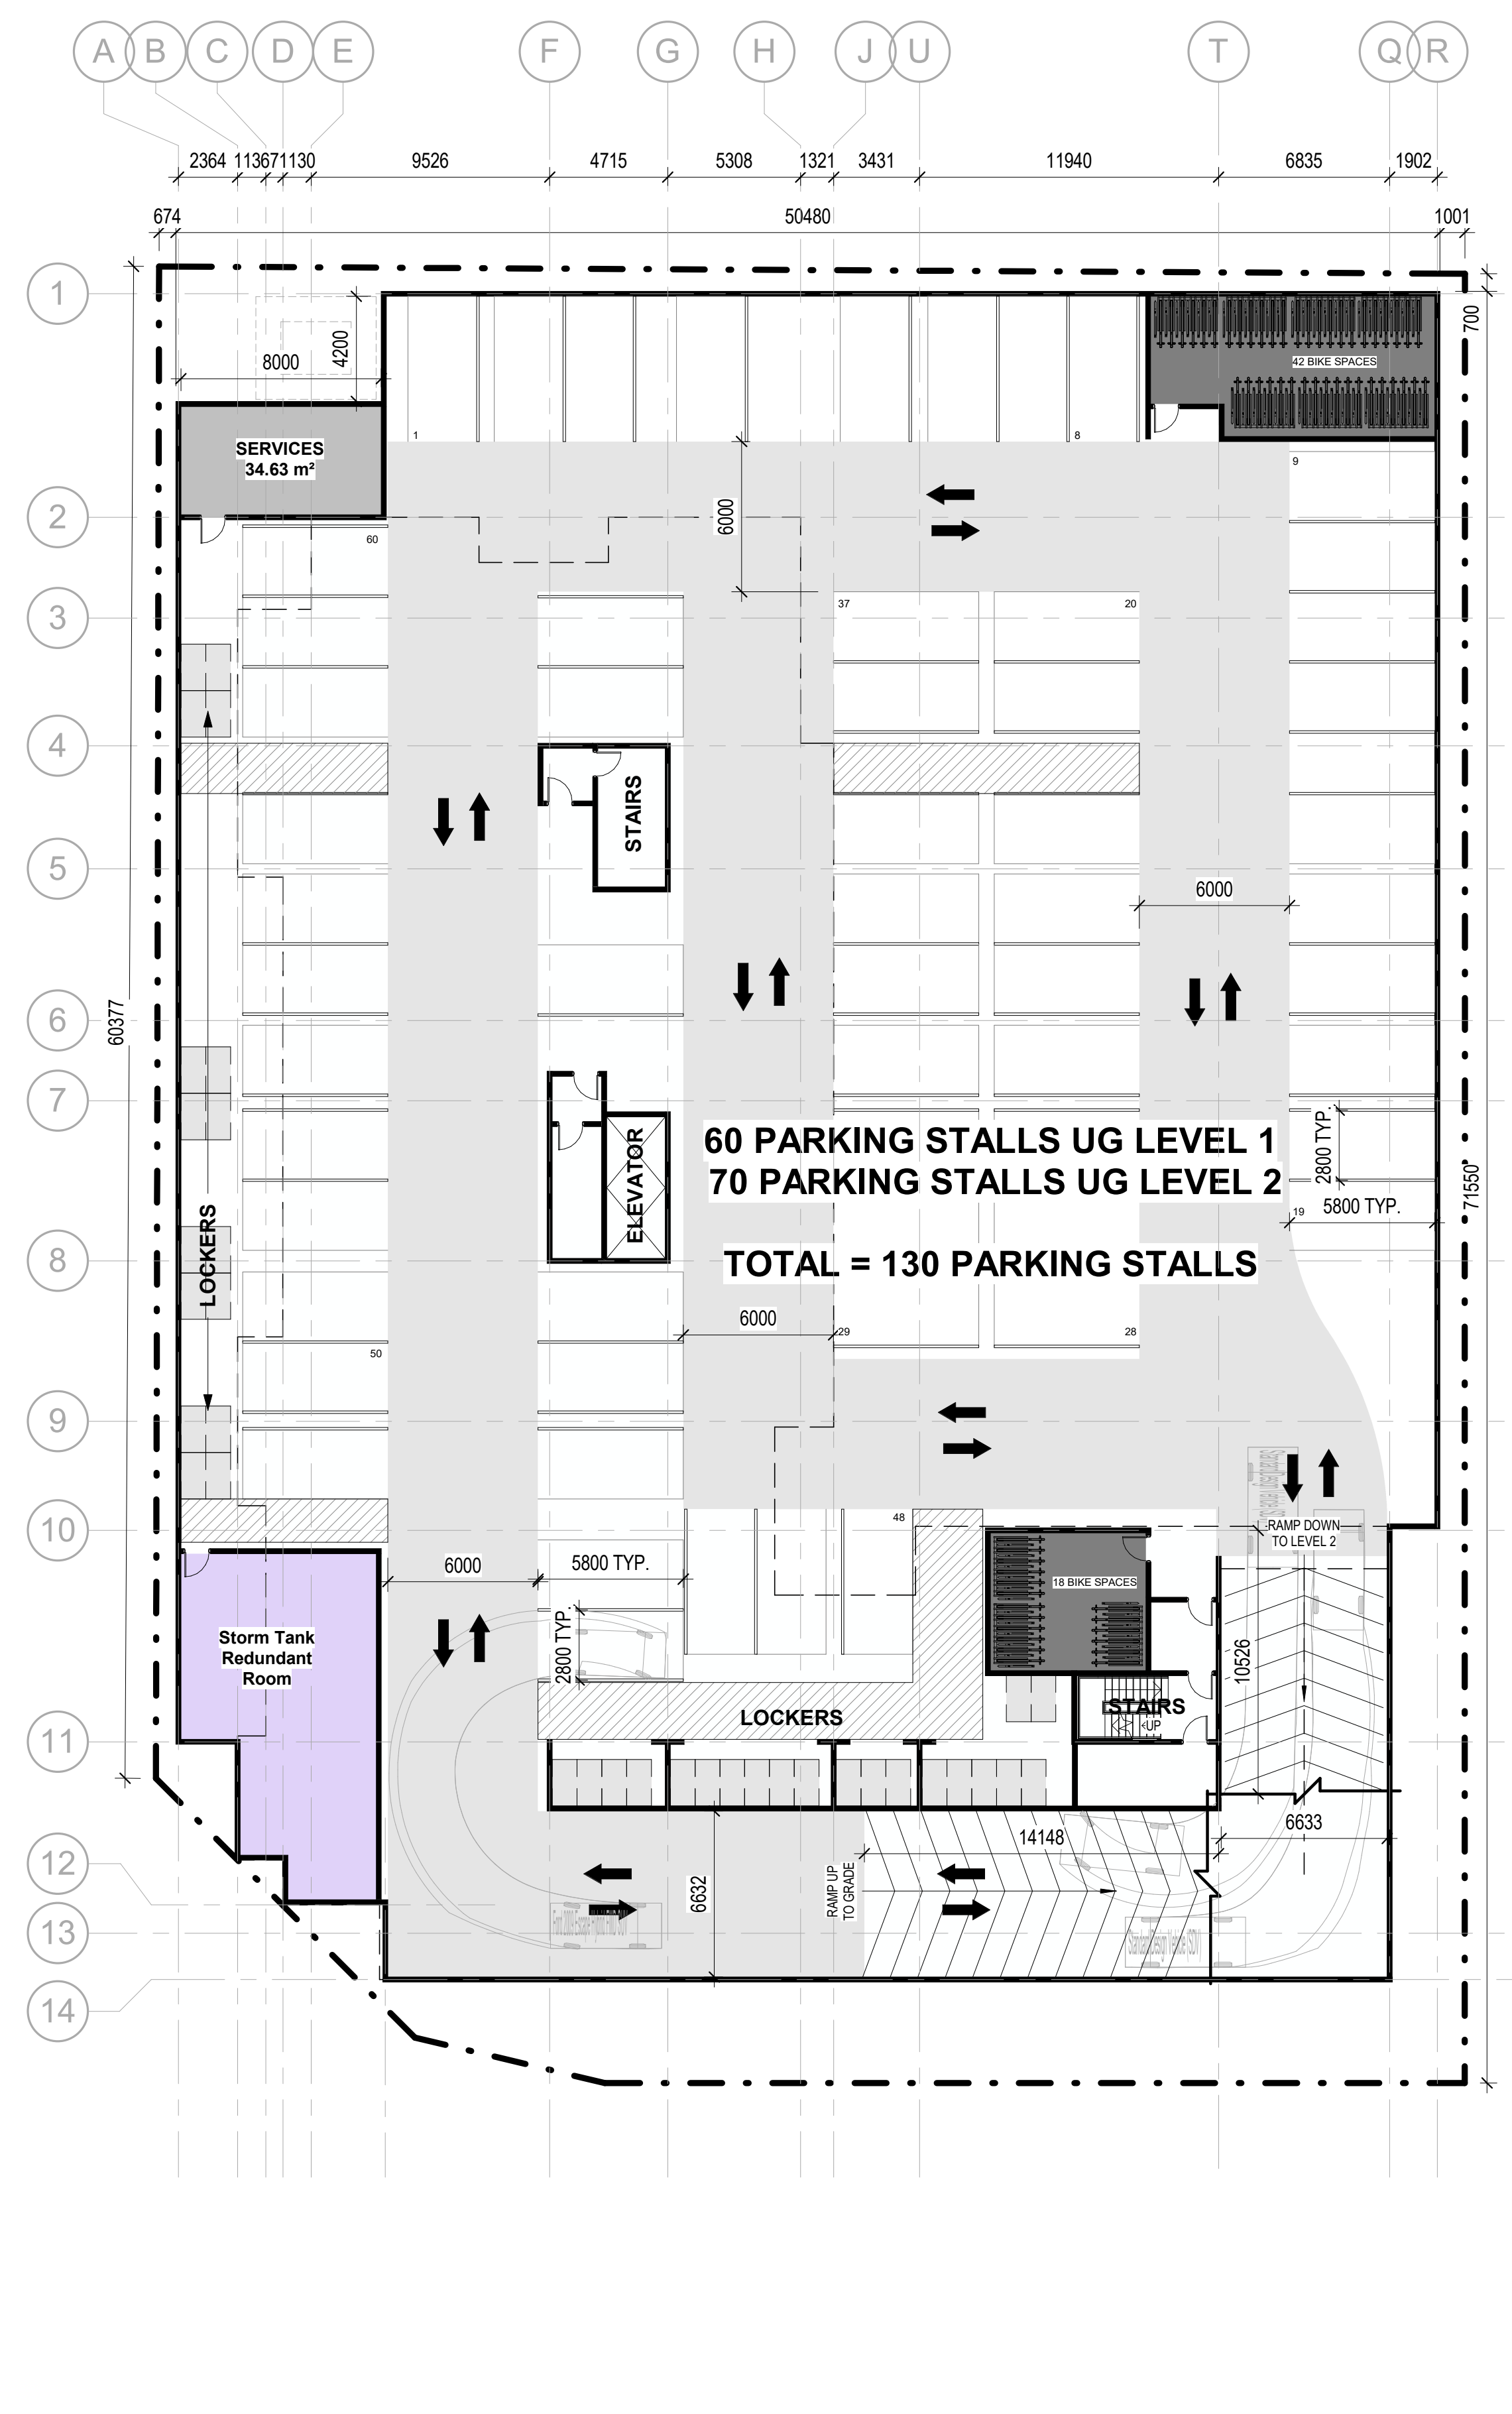 A B C D E F G H J U T Q R
2364 1136 671 1130 9526 4715 5308 1321 3431 11940 6835 1902
674 50480 1001
1
700
4200
8000
42 BIKE SPACES
1 8
SERVICES
34.63 m²
9
2
6000
60
3
37 20
4
STAIRS
5
6000
60377
6
7
60 PARKING STALLS UG LEVEL 1
70 PARKING STALLS UG LEVEL 2
2800 TYP.
71550
ELEVATOR
19 5800 TYP.
LOCKERS
8
TOTAL = 130 PARKING STALLS
6000
29 28
50
9
48
10
RAMP DOWN
TO LEVEL 2
6000 5800 TYP.
18 BIKE SPACES
2800 TYP.
Storm Tank
Redundant
Room
10526
LOCKERS
STAIRS
UP
11
6633
14148
12
RAMP UP
TO GRADE
6632
13
14